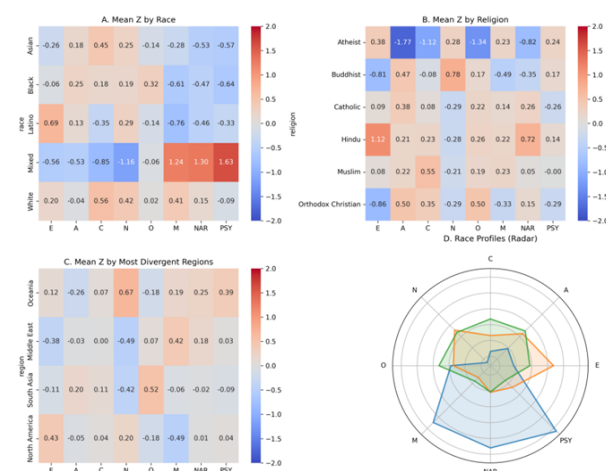 A. Mean Z by Race
race
Asian -0.26 0.18 0.45 0.25 -0.14 -0.28 -0.53 -0.57
Black -0.06 0.25 0.18 0.19 0.32 -0.61 -0.47 -0.64
Latino 0.69 0.13 -0.35 0.29 -0.14 -0.76 -0.46 -0.33
Mixed -0.56 -0.53 -0.85 -1.16 -0.06 1.24 1.30 1.63
White 0.20 -0.04 0.56 0.42 0.02 0.41 0.15 -0.09
E A C N O M NAR PSY
2.0
1.5
1.0
0.5
0.0
-0.5
-1.0
-1.5
-2.0
B. Mean Z by Religion
religion
Atheist 0.38 -1.77 -1.12 0.28 -1.34 0.23 -0.82 0.24
Buddhist -0.81 0.47 -0.08 0.78 0.17 -0.49 -0.35 0.17
Catholic 0.09 0.38 0.08 -0.29 0.22 0.14 0.26 -0.26
Hindu 1.12 0.21 0.23 -0.28 0.26 0.22 0.72 0.14
Muslim 0.08 0.22 0.55 -0.21 0.19 0.23 0.05 -0.00
Orthodox Christian -0.86 0.50 0.35 -0.29 0.50 -0.33 0.15 -0.29
E A C N O M NAR PSY
2.0
1.5
1.0
0.5
0.0
-0.5
-1.0
-1.5
-2.0
C. Mean Z by Most Divergent Regions
region
Oceania 0.12 -0.26 0.07 0.67 -0.18 0.19 0.25 0.39
Middle East -0.38 -0.03 0.00 -0.49 0.07 0.42 0.18 0.03
South Asia -0.11 0.20 0.11 -0.42 0.52 -0.06 -0.02 -0.09
North America 0.43 -0.05 0.04 0.20 -0.18 -0.49 0.01 0.04
E A C N O M NAR PSY
2.0
1.5
1.0
0.5
0.0
-0.5
-1.0
-1.5
-2.0
D. Race Profiles (Radar)
C
N A
O E
M PSY
NAR